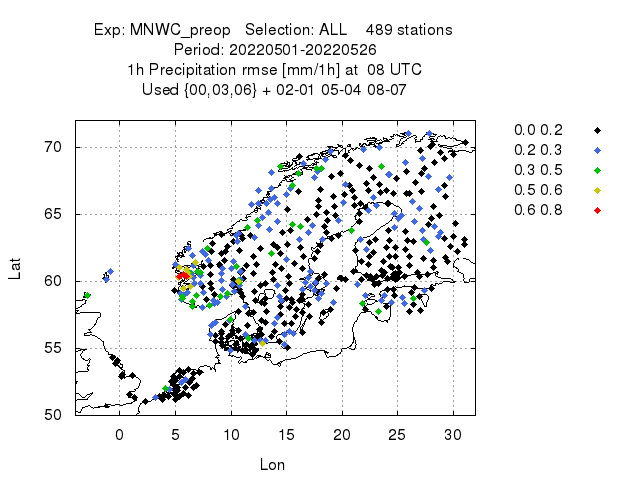 Exp: MNWC_preop   Selection: ALL    489 stations
Period: 20220501-20220526
1h Precipitation rmse [mm/1h] at  08 UTC
Used {00,03,06} + 02-01 05-04 08-07
0.0 0.2
0.2 0.3
0.3 0.5
0.5 0.6
0.6 0.8
70
65
60
55
50
Lat
0 5 10 15 20 25 30
Lon